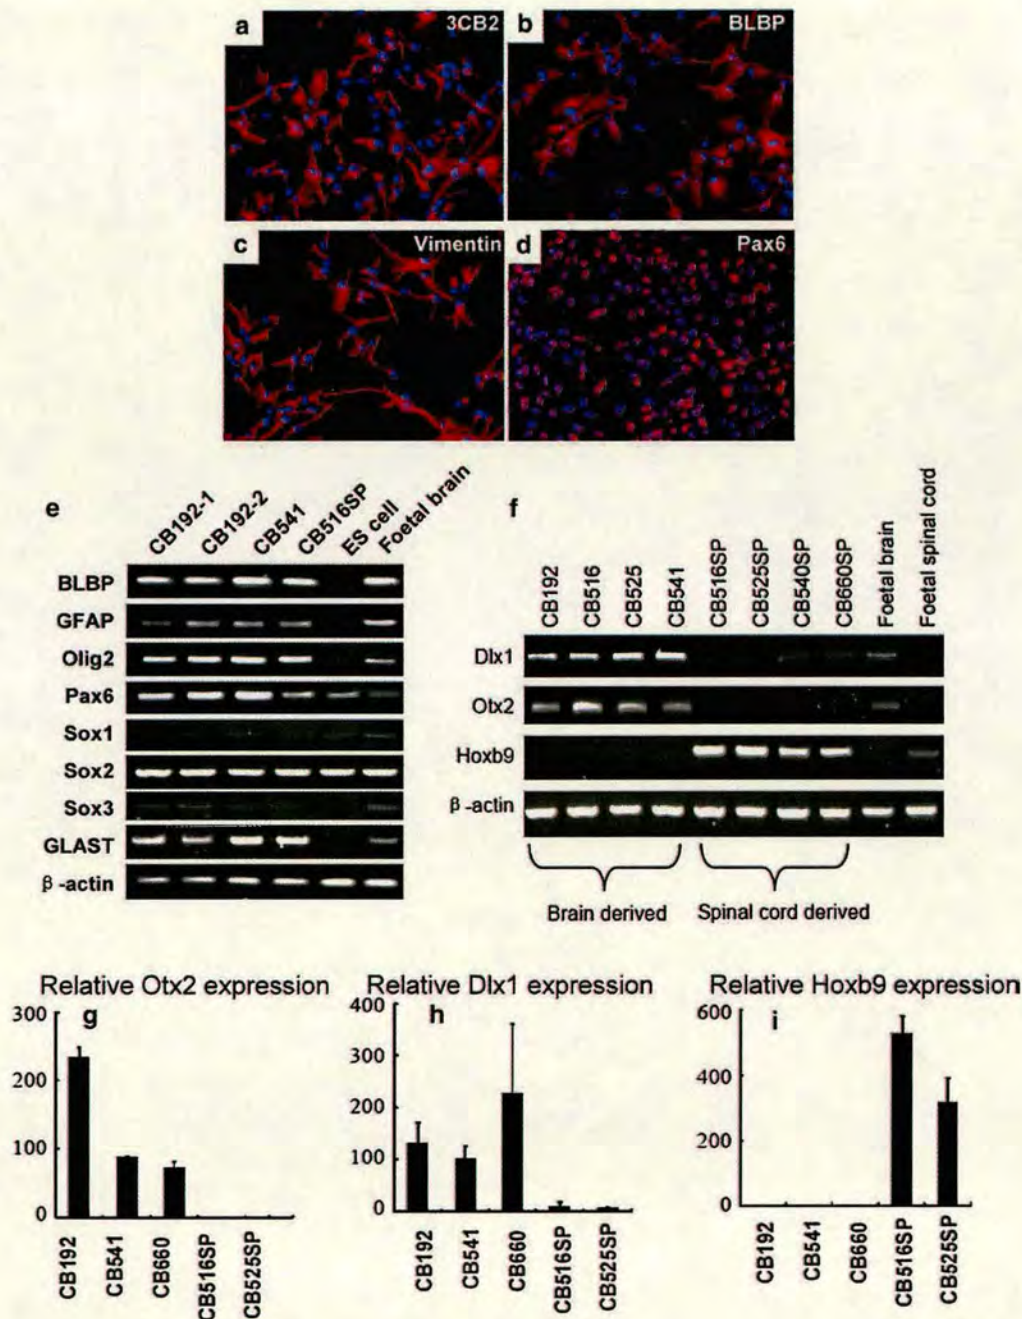 a 3CB2
b BLBP
c Vimentin
d Pax6
e
CB192-1
CB192-2
CB541
CB516SP
ES cell
Foetal brain
BLBP
GFAP
Olig2
Pax6
Sox1
Sox2
Sox3
GLAST
β-actin
f
CB192
CB516
CB525
CB541
CB516SP
CB525SP
CB540SP
CB660SP
Foetal brain
Foetal spinal cord
Dlx1
Otx2
Hoxb9
β-actin
Brain derived
Spinal cord derived
Relative Otx2 expression
g
300
200
100
0
CB192
CB541
CB660
CB516SP
CB525SP
Relative Dlx1 expression
h
400
300
200
100
0
CB192
CB541
CB660
CB516SP
CB525SP
Relative Hoxb9 expression
i
600
400
200
0
CB192
CB541
CB660
CB516SP
CB525SP